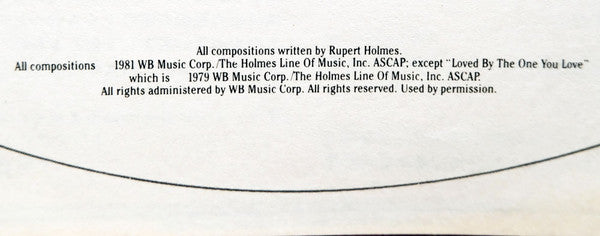 All compositions written by Rupert Holmes.
All compositions 1981 WB Music Corp./The Holmes Line Of Music, Inc. ASCAP; except "Loved By The One You Love"
which is 1979 WB Music Corp./The Holmes Line Of Music, Inc. ASCAP.
All rights administered by WB Music Corp. All rights reserved. Used by permission.